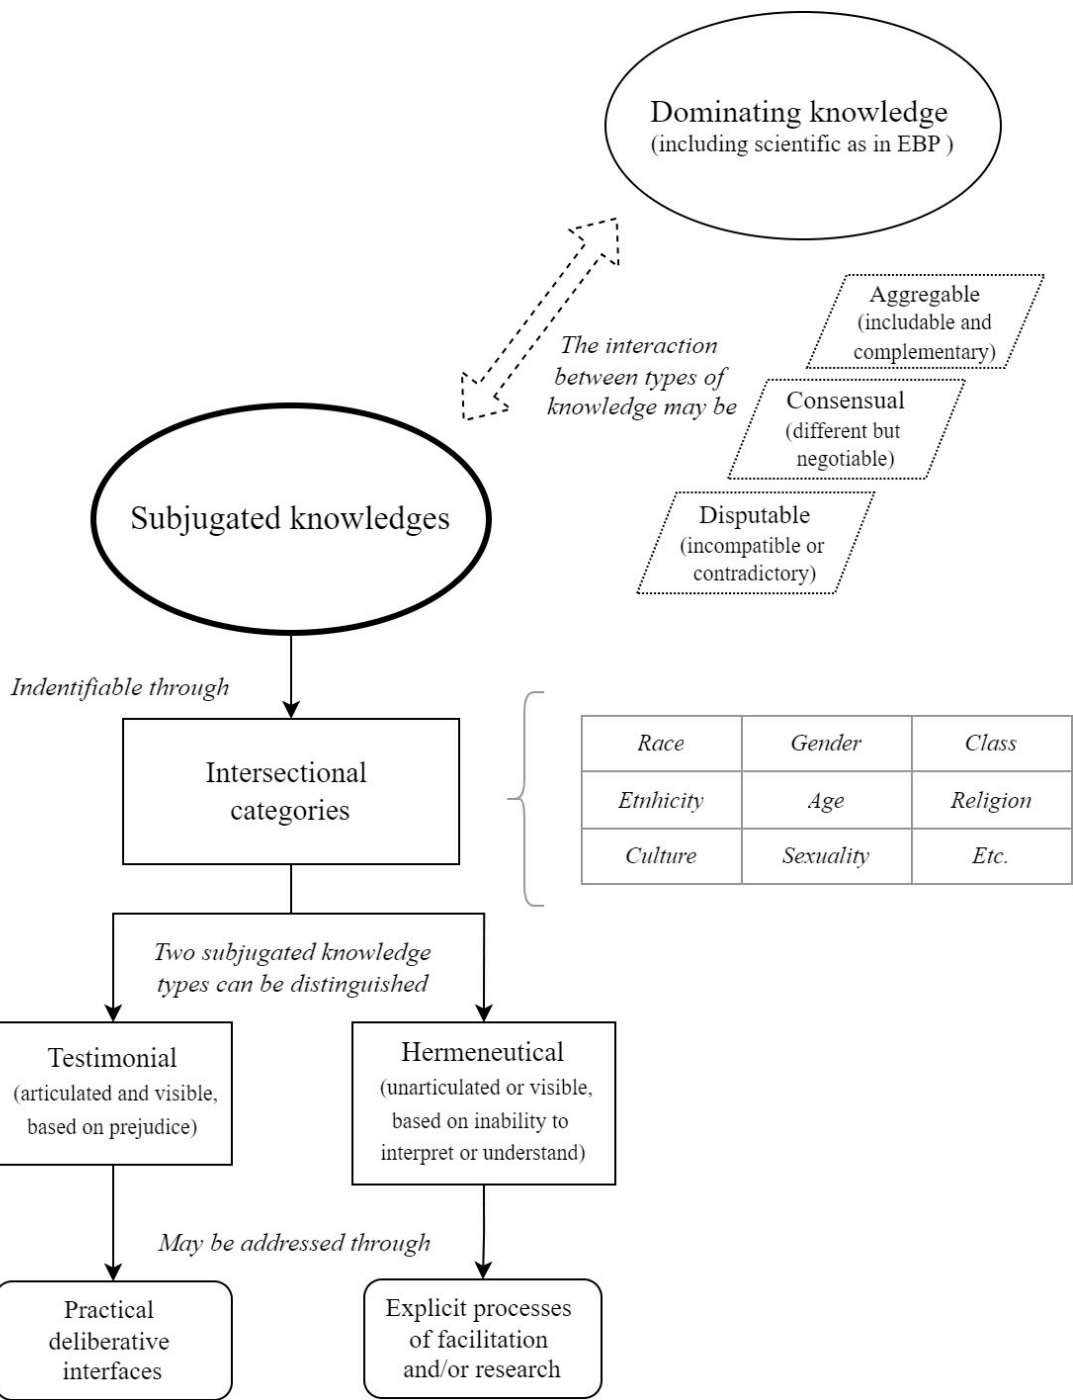 Dominating knowledge
(including scientific as in EBP )
Aggregable
(includable and
complementary)
The interaction
between types of
knowledge may be
Consensual
(different but
negotiable)
Disputable
(incompatible or
contradictory)
Subjugated knowledges
Indentifiable through
Intersectional
categories
Race
Gender
Class
Etnhicity
Age
Religion
Culture
Sexuality
Etc.
Two subjugated knowledge
types can be distinguished
Testimonial
(articulated and visible,
based on prejudice)
Hermeneutical
(unarticulated or visible,
based on inability to
interpret or understand)
May be addressed through
Practical
deliberative
interfaces
Explicit processes
of facilitation
and/or research